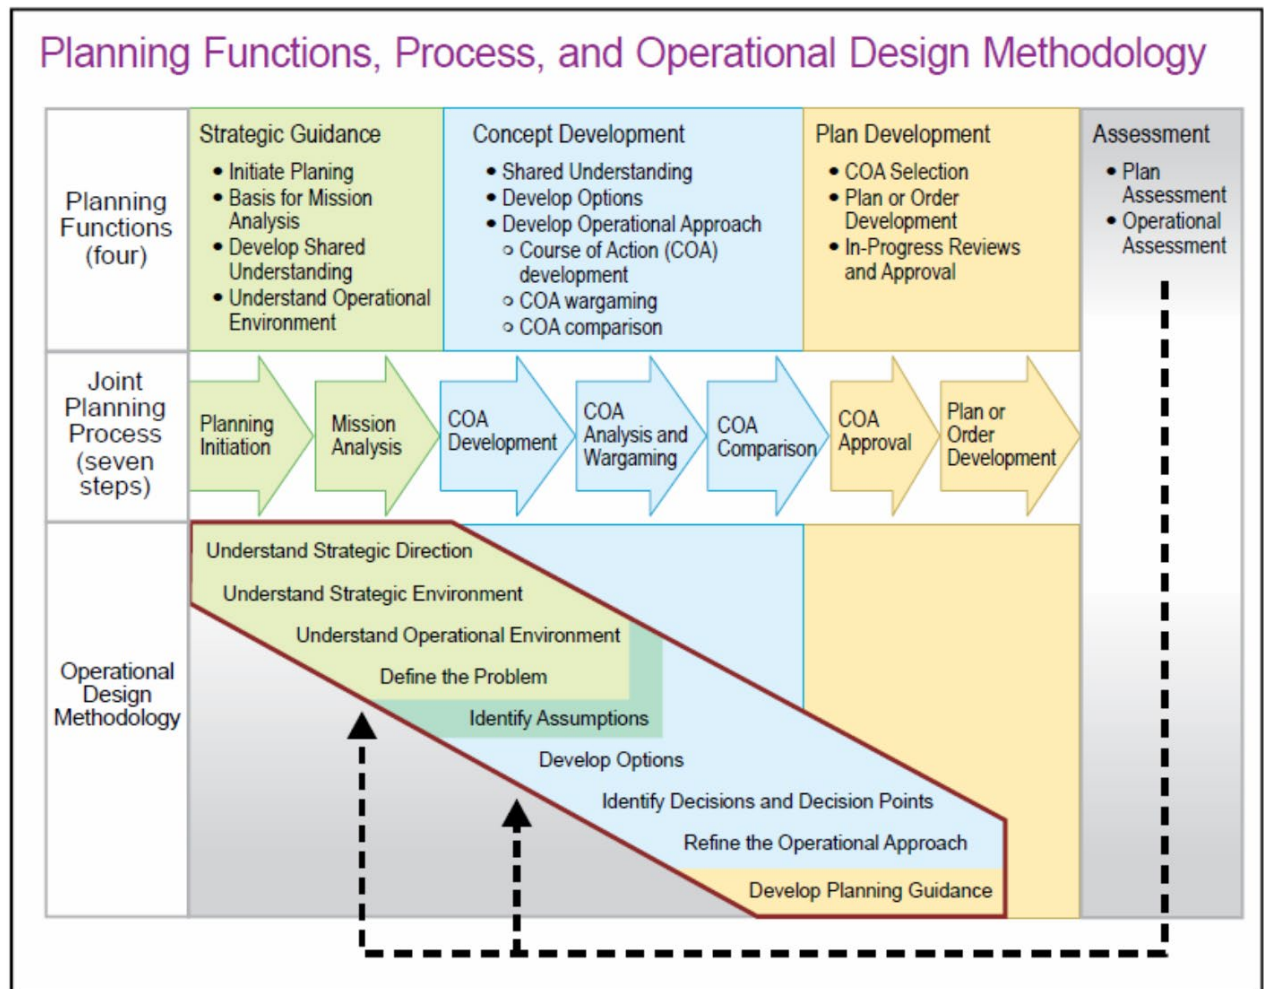 Planning Functions, Process, and Operational Design Methodology
Planning
Functions
(four)
Strategic Guidance
• Initiate Planing
• Basis for Mission
Analysis
• Develop Shared
Understanding
• Understand Operational
Environment
Concept Development
• Shared Understanding
• Develop Options
• Develop Operational Approach
○ Course of Action (COA)
development
○ COA wargaming
○ COA comparison
Plan Development
• COA Selection
• Plan or Order
Development
• In-Progress Reviews
and Approval
Assessment
• Plan
Assessment
• Operational
Assessment
Joint
Planning
Process
(seven
steps)
Planning
Initiation
Mission
Analysis
COA
Development
COA
Analysis and
Wargaming
COA
Comparison
COA
Approval
Plan or
Order
Development
Operational
Design
Methodology
Understand Strategic Direction
Understand Strategic Environment
Understand Operational Environment
Define the Problem
Identify Assumptions
Develop Options
Identify Decisions and Decision Points
Refine the Operational Approach
Develop Planning Guidance